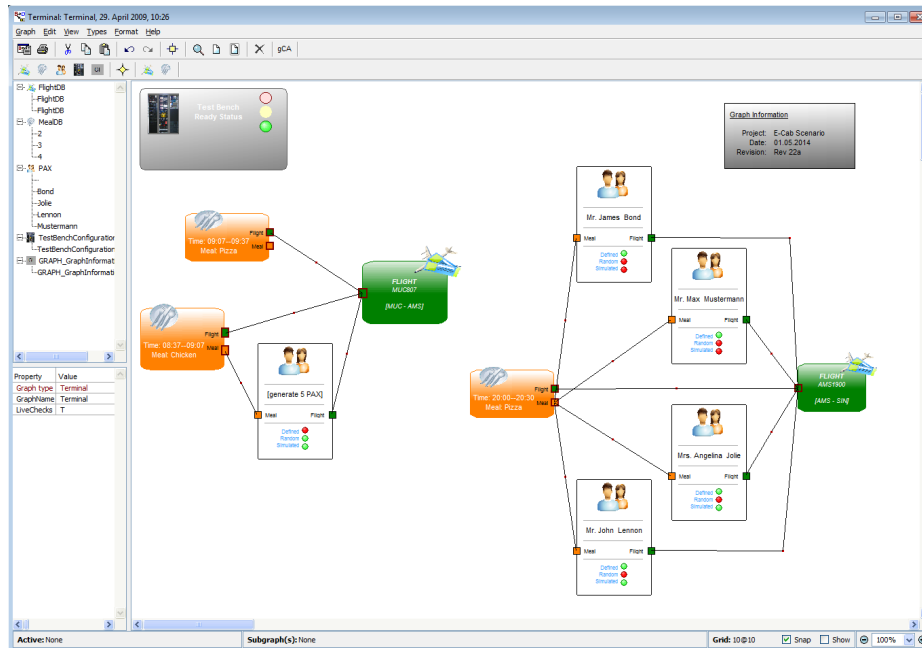 Terminal: Terminal, 29. April 2009, 10:26
Graph Edit View Types Format Help
gCA
FlightDB
FlightDB
FlightDB
MealDB
2
3
4
PAX
Bond
Jolie
Lennon
Mustermann
TestBenchConfiguration
TestBenchConfiguration
GRAPH_GraphInformati
GRAPH_GraphInformati
Property Value
Graph type Terminal
GraphName Terminal
LiveChecks T
Test Bench
Ready Status
Graph Information
Project: E-Cab Scenario
Date: 01.05.2014
Revision: Rev 22a
Flight
Time: 09:07--09:37
Meal
Meal: Pizza
FLIGHT
MUC807
[MUC - AMS]
Flight
Time: 08:37--09:07
Meal
Meal: Chicken
[generate 5 PAX]
Meal Flight
Defined
Random
Simulated
Mr. James Bond
Meal Flight
Defined
Random
Simulated
Mr. Max Mustermann
Meal Flight
Defined
Random
Simulated
Flight
Time: 20:00--20:30
Meal
Meal: Pizza
FLIGHT
AMS1900
[AMS - SIN]
Mrs. Angelina Jolie
Meal Flight
Defined
Random
Simulated
Mr. John Lennon
Meal Flight
Defined
Random
Simulated
Active: None Subgraph(s): None Grid: 10@10 Snap Show 100%